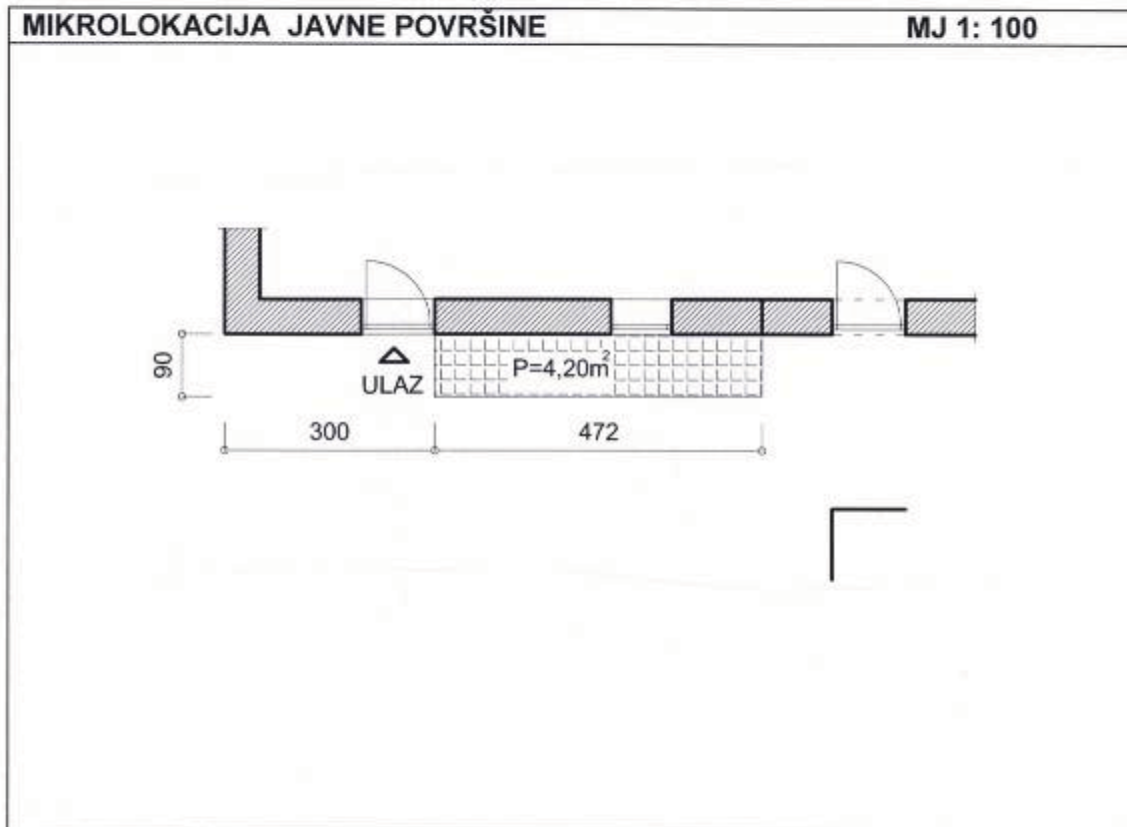 MIKROLOKACIJA JAVNE POVRŠINE MJ 1: 100
90
P=4,20m²
ULAZ
300 472